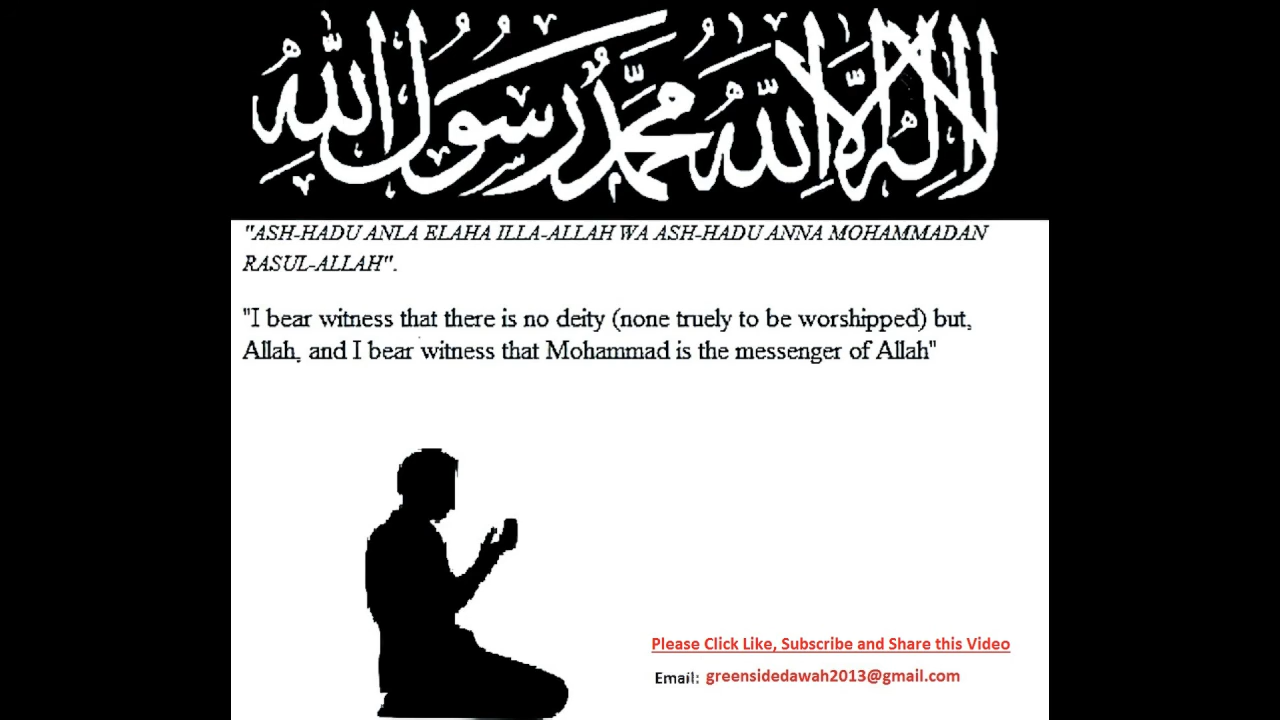 لا إله إلا الله محمد رسول الله
"ASH-HADU ANLA ELAHA ILLA-ALLAH WA ASH-HADU ANNA MOHAMMADAN
RASUL-ALLAH".
"I bear witness that there is no deity (none truely to be worshipped) but,
Allah, and I bear witness that Mohammad is the messenger of Allah"
Please Click Like, Subscribe and Share this Video
Email: greensidedawah2013@gmail.com